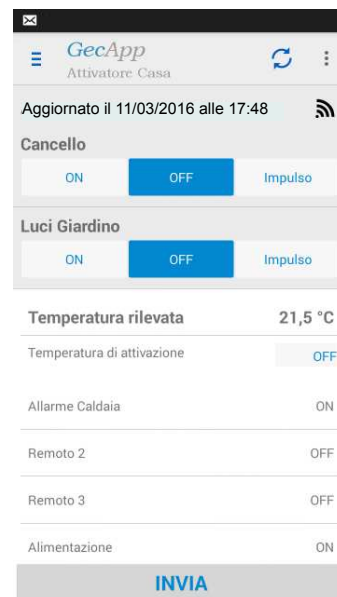 GecApp
Attivatore Casa
Aggiornato il 11/03/2016 alle 17:48
Cancello
ON OFF Impulso
Luci Giardino
ON OFF Impulso
Temperatura rilevata 21,5 °C
Temperatura di attivazione OFF
Allarme Caldaia ON
Remoto 2 OFF
Remoto 3 OFF
Alimentazione ON
INVIA